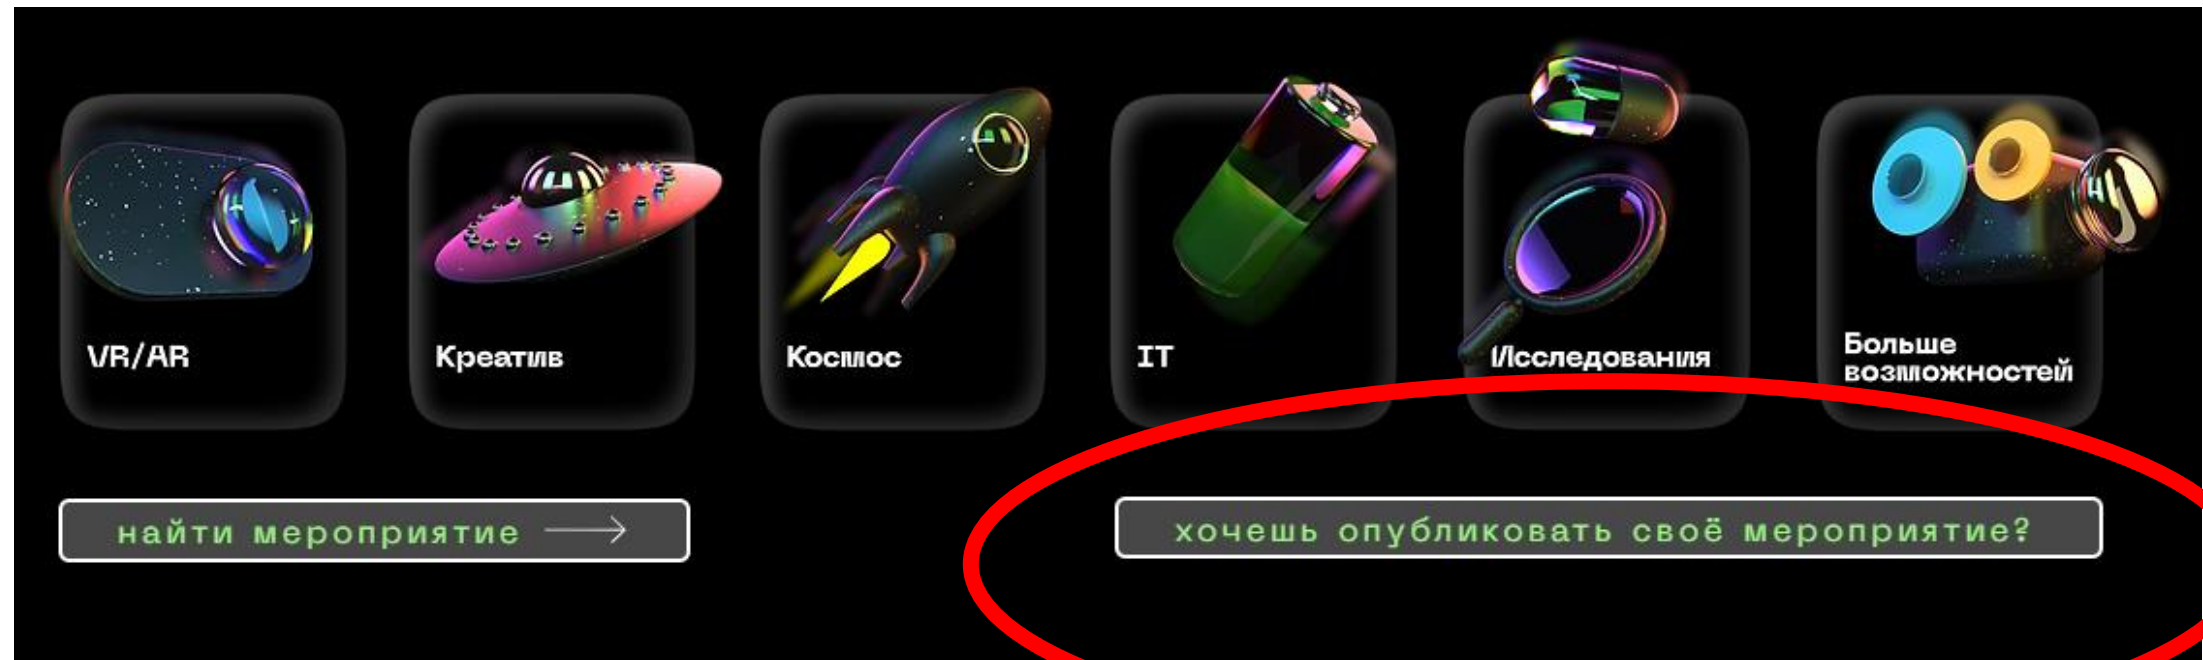 VR/AR
Креатив
Космос
IT
Исследования
Больше
возможностей
найти мероприятие
хочешь опубликовать своё мероприятие?